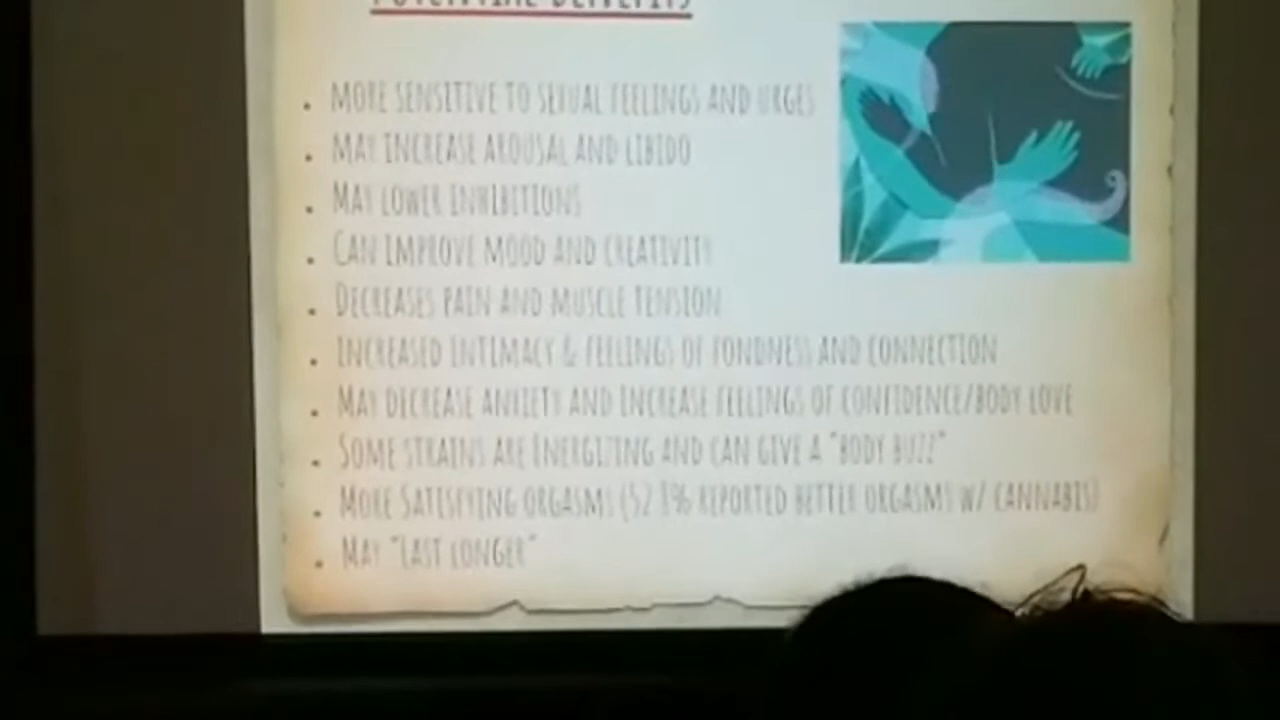 POTENTIAL BENEFITS
• MORE SENSITIVE TO SEXUAL FEELINGS AND URGES
• MAY INCREASE AROUSAL AND LIBIDO
• MAY LOWER INHIBITIONS
• CAN IMPROVE MOOD AND CREATIVITY
• DECREASES PAIN AND MUSCLE TENSION
• INCREASED INTIMACY & FEELINGS OF FONDNESS AND CONNECTION
• MAY DECREASE ANXIETY AND INCREASE FEELINGS OF CONFIDENCE/BODY LOVE
• SOME STRAINS ARE ENERGIZING AND CAN GIVE A "BODY BUZZ"
• MORE SATISFYING ORGASMS REPORTED BETTER ORGASMS W/ CANNABIS)
• MAY "LAST LONGER"